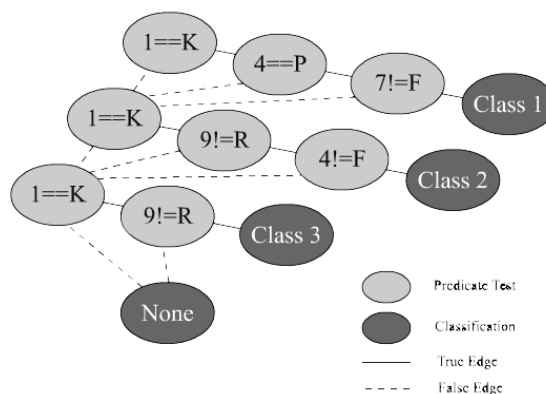 1==K
4==P
7!=F
Class 1
1==K
9!=R
4!=F
Class 2
1==K
9!=R
Class 3
None
Predicate Test
Classification
True Edge
False Edge